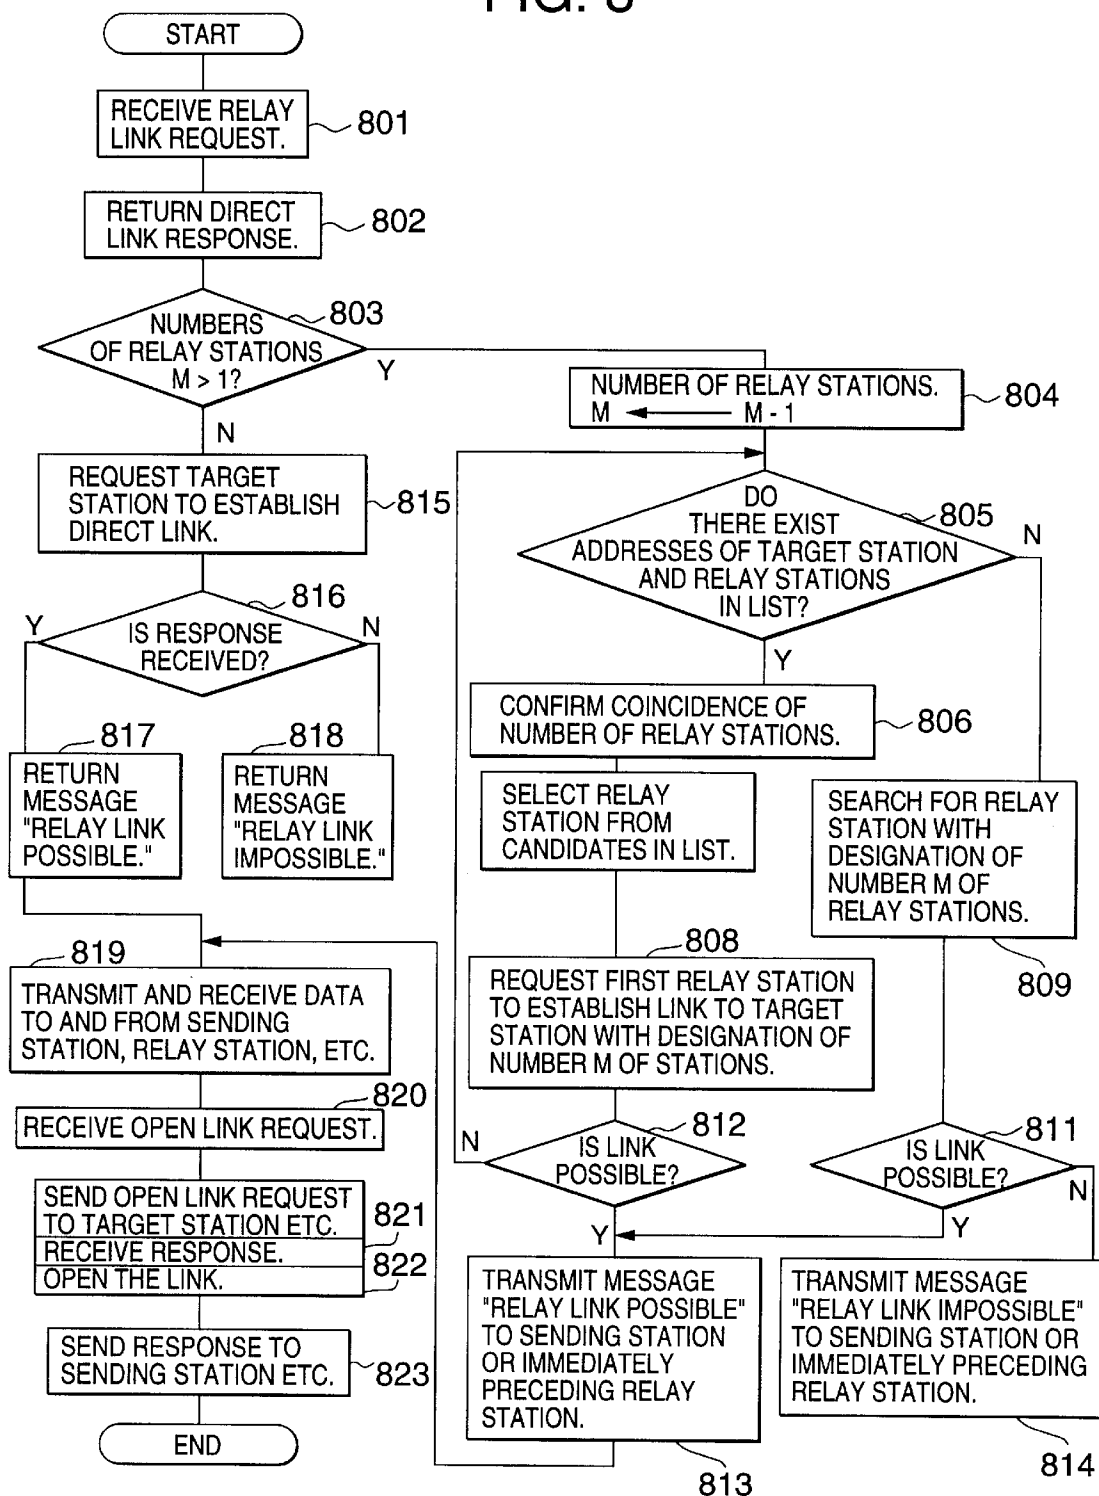 START
RECEIVE RELAY
LINK REQUEST.
801
RETURN DIRECT
LINK RESPONSE.
802
803
NUMBERS
OF RELAY STATIONS
M > 1?
Y
N
NUMBER OF RELAY STATIONS.
M ← M - 1
804
REQUEST TARGET
STATION TO ESTABLISH
DIRECT LINK.
815
DO
THERE EXIST
ADDRESSES OF TARGET STATION
AND RELAY STATIONS
IN LIST?
805
N
Y
816
IS RESPONSE
RECEIVED?
Y
N
CONFIRM COINCIDENCE OF
NUMBER OF RELAY STATIONS.
806
817
RETURN
MESSAGE
"RELAY LINK
POSSIBLE."
818
RETURN
MESSAGE
"RELAY LINK
IMPOSSIBLE."
SELECT RELAY
STATION FROM
CANDIDATES IN LIST.
SEARCH FOR RELAY
STATION WITH
DESIGNATION OF
NUMBER M OF
RELAY STATIONS.
809
808
REQUEST FIRST RELAY STATION
TO ESTABLISH LINK TO TARGET
STATION WITH DESIGNATION OF
NUMBER M OF STATIONS.
819
TRANSMIT AND RECEIVE DATA
TO AND FROM SENDING
STATION, RELAY STATION, ETC.
820
RECEIVE OPEN LINK REQUEST.
812
IS LINK
POSSIBLE?
N
Y
811
IS LINK
POSSIBLE?
N
Y
SEND OPEN LINK REQUEST
TO TARGET STATION ETC.
821
RECEIVE RESPONSE.
822
OPEN THE LINK.
TRANSMIT MESSAGE
"RELAY LINK POSSIBLE"
TO SENDING STATION
OR IMMEDIATELY
PRECEDING RELAY
STATION.
813
TRANSMIT MESSAGE
"RELAY LINK IMPOSSIBLE"
TO SENDING STATION OR
IMMEDIATELY PRECEDING
RELAY STATION.
814
SEND RESPONSE TO
SENDING STATION ETC.
823
END